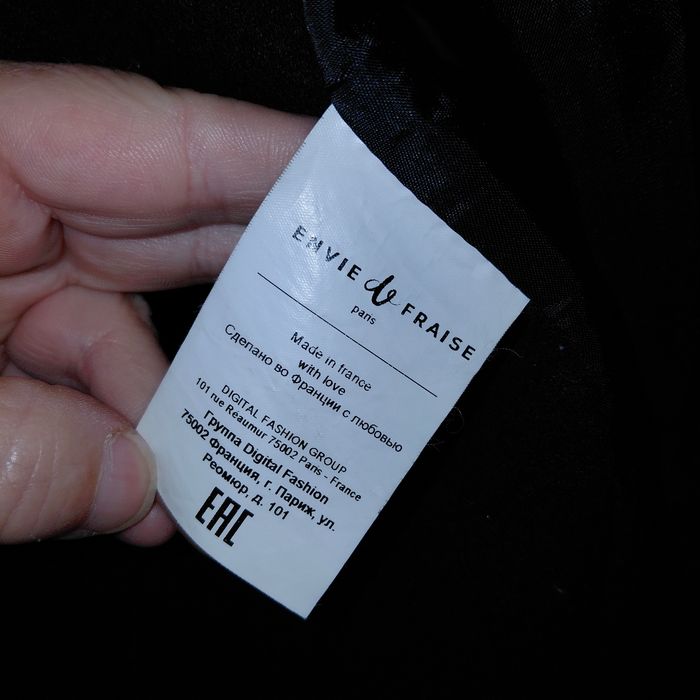 ENVIE de FRAISE
paris
Made in france
with love
Сделано во Франции с любовью
DIGITAL FASHION GROUP
101 rue Réaumur 75002 Paris - France
Группа Digital Fashion
75002 Франция, г. Париж, ул.
Реомюр, д. 101
EAC